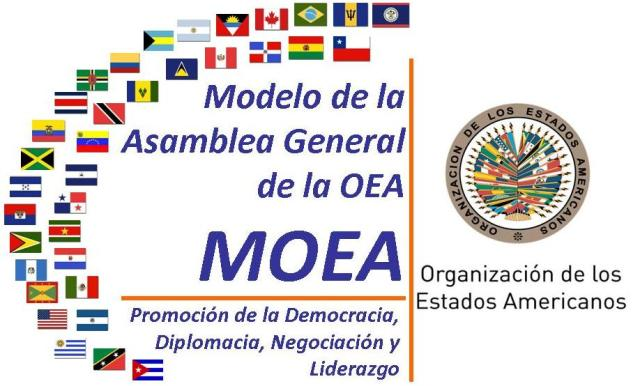 Modelo de la
Asamblea General
de la OEA
MOEA
Promoción de la Democracia,
Diplomacia, Negociación y
Liderazgo
ORGANIZACION DE LOS ESTADOS AMERICANOS
Organización de los
Estados Americanos